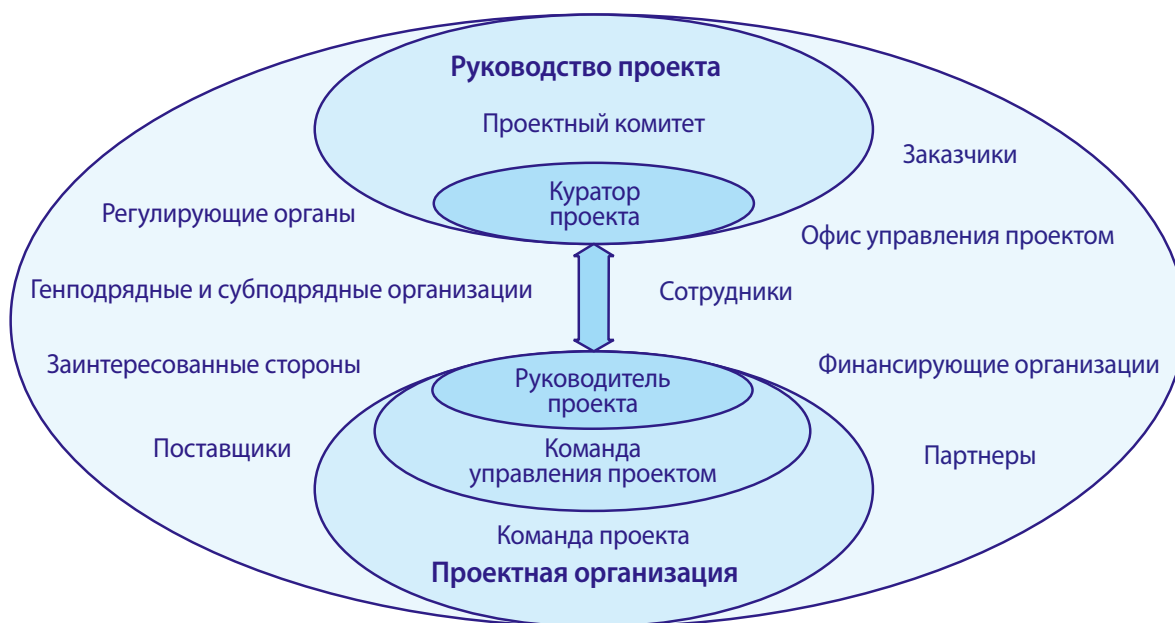 Руководство проекта
Проектный комитет
Заказчики
Куратор
проекта
Регулирующие органы
Офис управления проектом
Генподрядные и субподрядные организации
Сотрудники
Заинтересованные стороны
Финансирующие организации
Руководитель
проекта
Поставщики
Команда
управления проектом
Партнеры
Команда проекта
Проектная организация